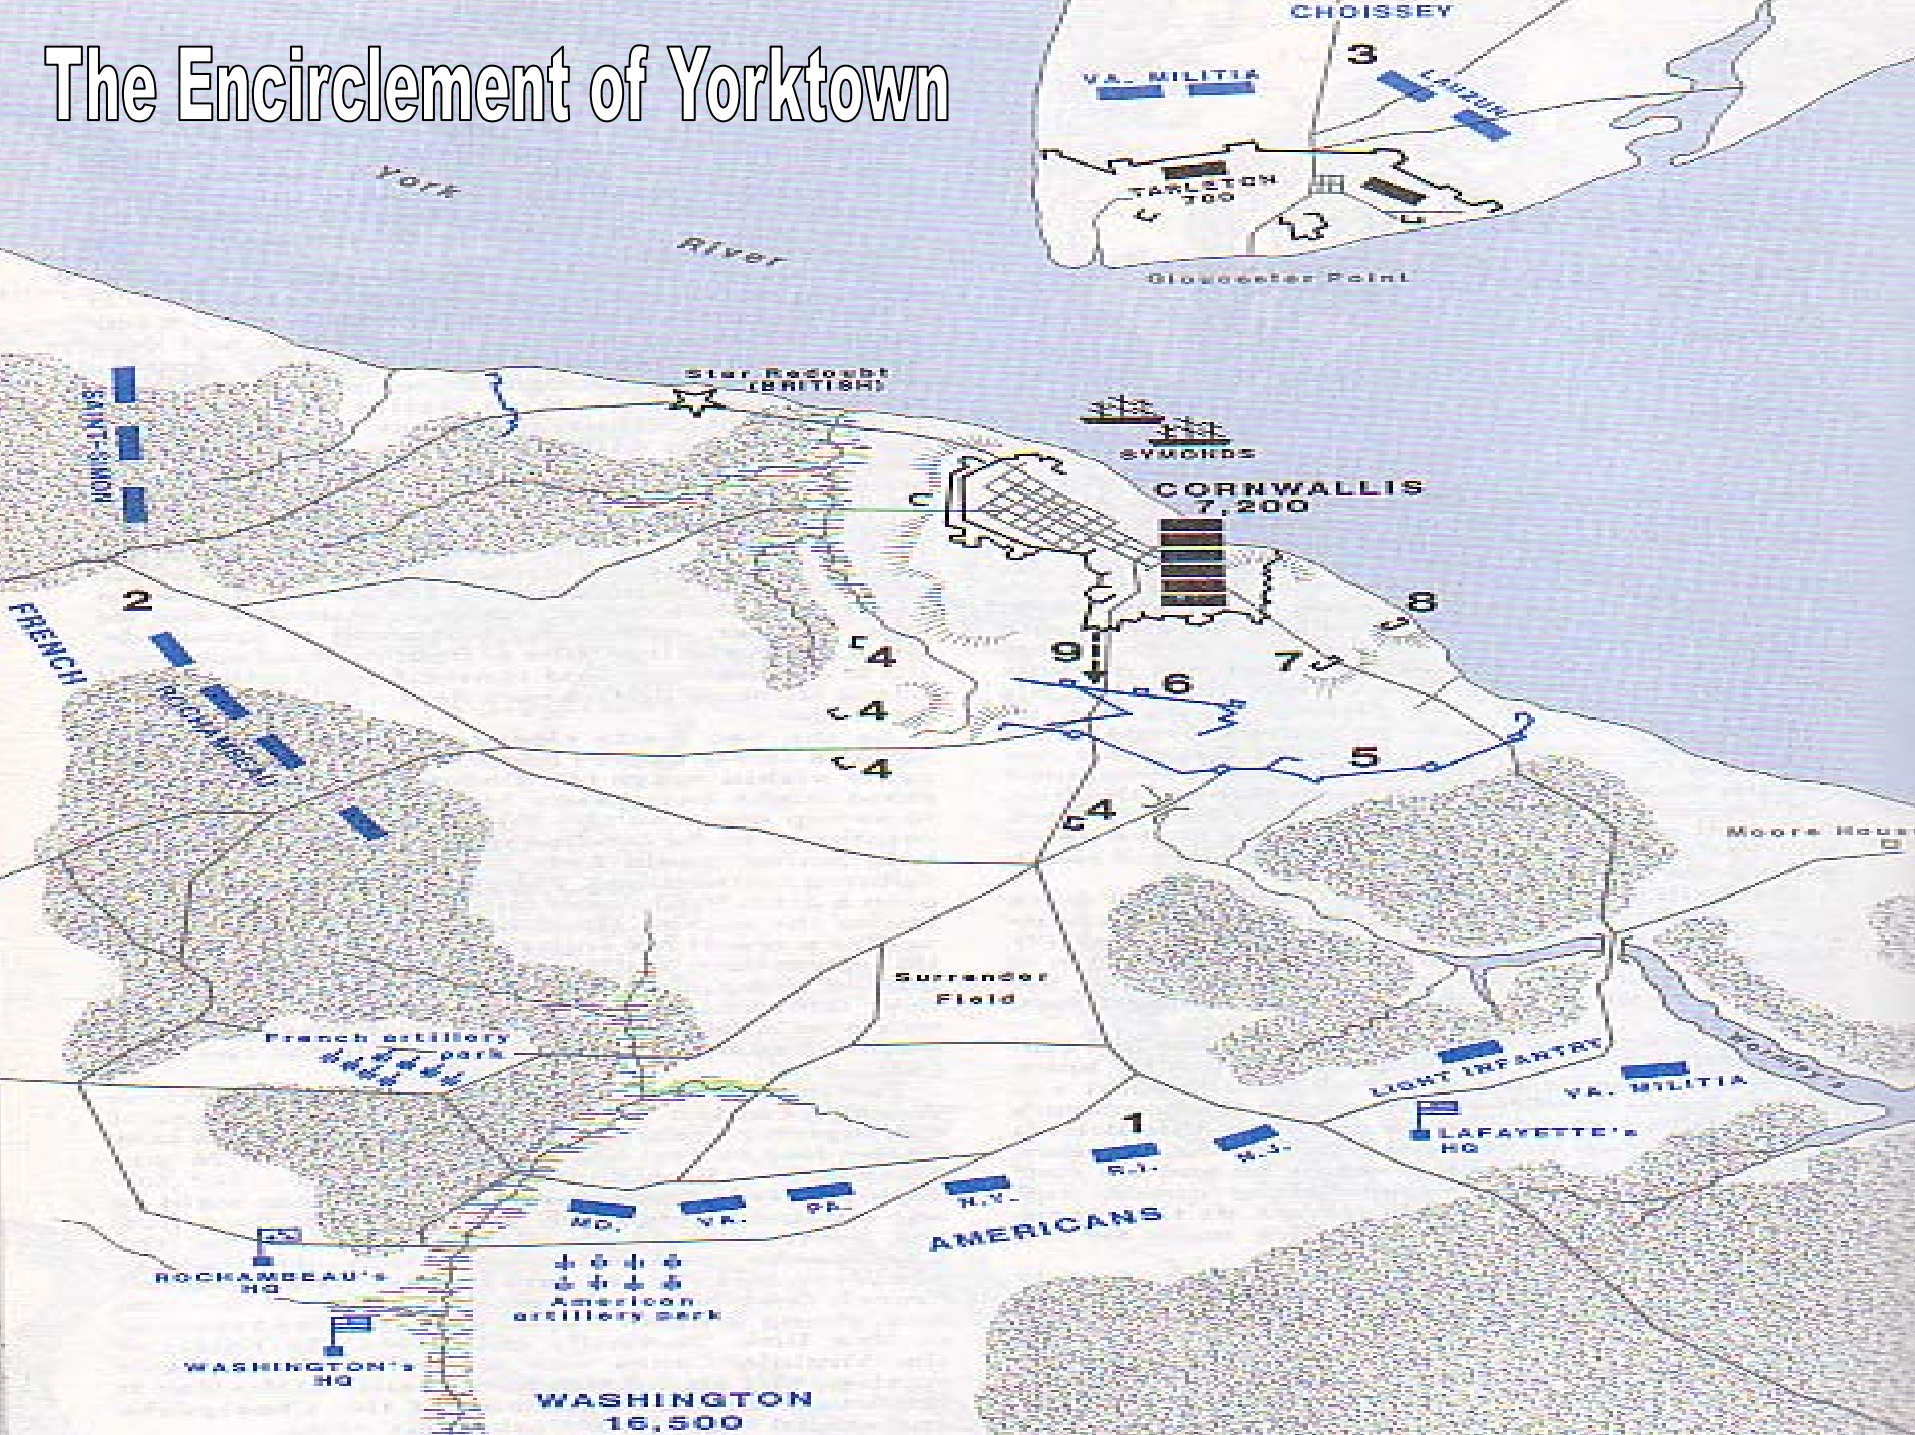 The Encirclement of Yorktown
CHOISSEY
3
VA. MILITIA
LAUZUN
TARLETON
700
York
River
Gloucester Point
Star Redoubt
(BRITISH)
SYMONDS
CORNWALLIS
7,200
SAINT-SIMON
2
FRENCH
ROCHAMBEAU
8
9
7
6
4
4
4
5
4
Moore House
Surrender
Field
French artillery
park
LIGHT INFANTRY
VA. MILITIA
Wormley's
LAFAYETTE's
HQ
1
R.I.
N.J.
N.Y.
PA.
VA.
MD.
AMERICANS
ROCHAMBEAU's
HQ
American
artillery park
WASHINGTON's
HQ
WASHINGTON
16,500